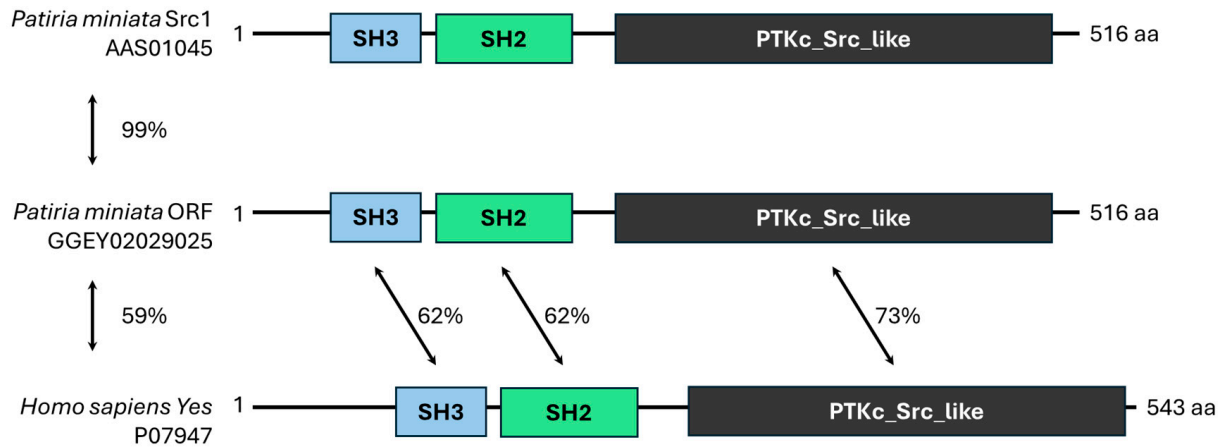 Patiria miniata Src1
AAS01045
1
SH3
SH2
PTKc_Src_like
516 aa
99%
Patiria miniata ORF
GGEY02029025
1
SH3
SH2
PTKc_Src_like
516 aa
59%
62%
62%
73%
Homo sapiens Yes
P07947
1
SH3
SH2
PTKc_Src_like
543 aa